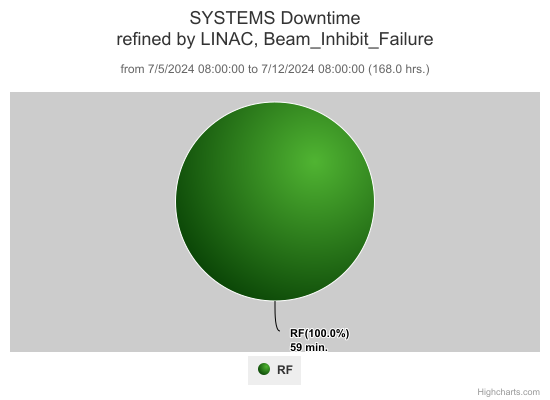 SYSTEMS Downtime
refined by LINAC, Beam_Inhibit_Failure
from 7/5/2024 08:00:00 to 7/12/2024 08:00:00 (168.0 hrs.)
RF(100.0%)
59 min.
RF
Highcharts.com